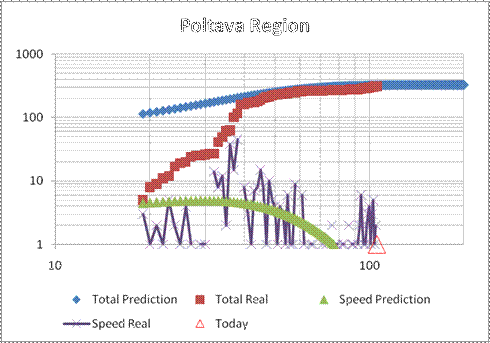 Poltava Region
1000
100
10
1
10 100
Total Prediction Total Real Speed Prediction
Speed Real Today